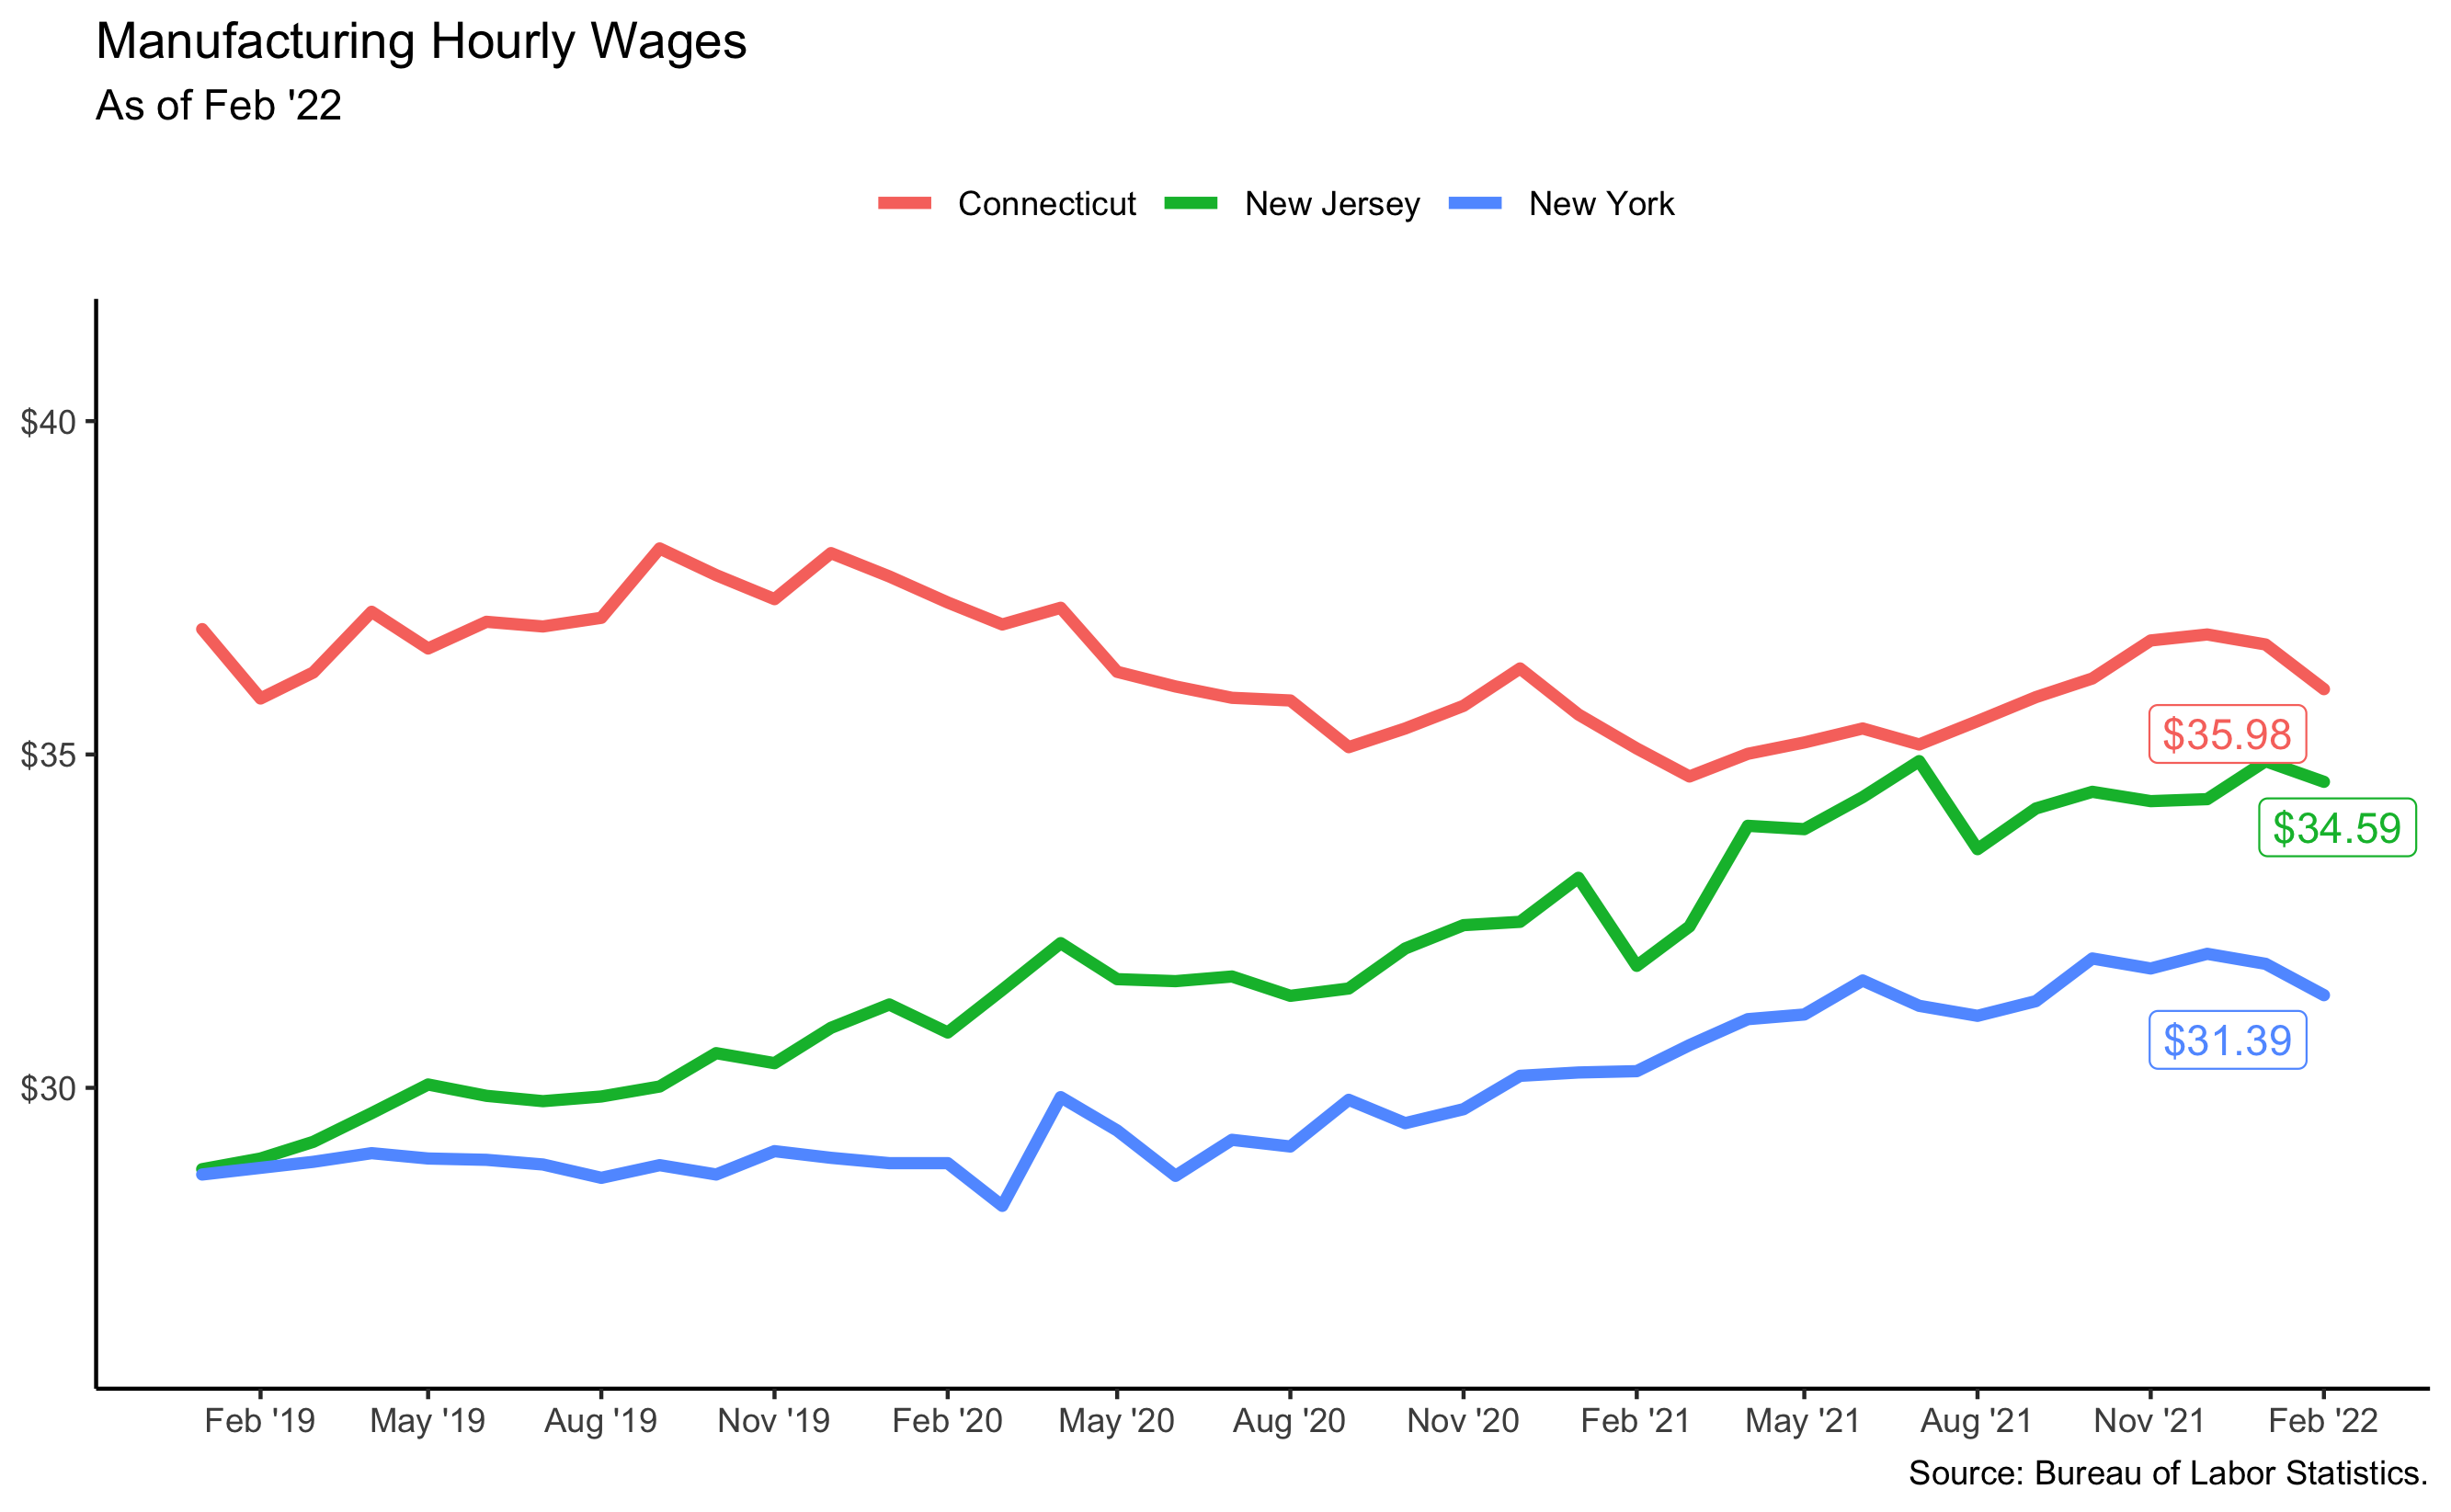 Manufacturing Hourly Wages
As of Feb '22
Connecticut New Jersey New York
$40
$35
$30
$35.98
$34.59
$31.39
Feb '19 May '19 Aug '19 Nov '19 Feb '20 May '20 Aug '20 Nov '20 Feb '21 May '21 Aug '21 Nov '21 Feb '22
Source: Bureau of Labor Statistics.